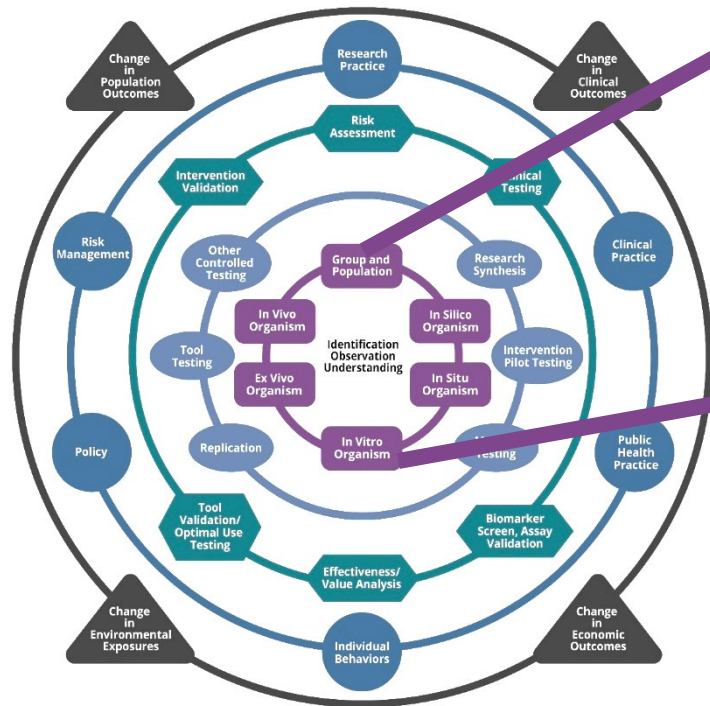 Change
in
Population
Outcomes
Research
Practice
Change
in
Clinical
Outcomes
Risk
Assessment
Intervention
Validation
Testing
Risk
Management
Other
Controlled
Testing
Group and
Population
Research
Synthesis
Clinical
Practice
In Vivo
Organism
In Silico
Organism
Tool
Testing
Identification
Observation
Understanding
Intervention
Pilot Testing
Ex Vivo
Organism
In Situ
Organism
Policy
Replication
In Vitro
Organism
Testing
Public
Health
Practice
Tool
Validation/
Optimal Use
Testing
Biomarker
Screen, Assay
Validation
Effectiveness/
Value Analysis
Change
in
Environmental
Exposures
Individual
Behaviors
Change
in
Economic
Outcomes